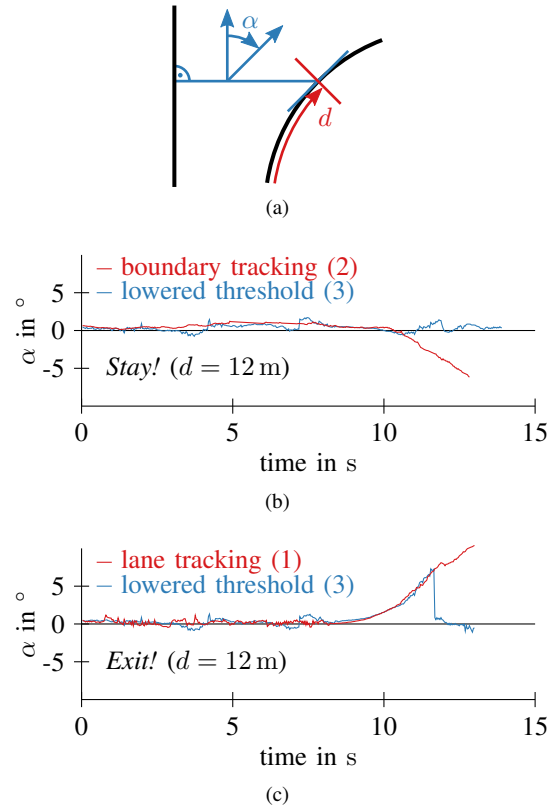 α
d
(a)
– boundary tracking (2)
– lowered threshold (3)
5
0
-5
α in °
Stay! (d = 12 m)
0 5 10 15
time in s
(b)
– lane tracking (1)
– lowered threshold (3)
5
0
-5
α in °
Exit! (d = 12 m)
0 5 10 15
time in s
(c)